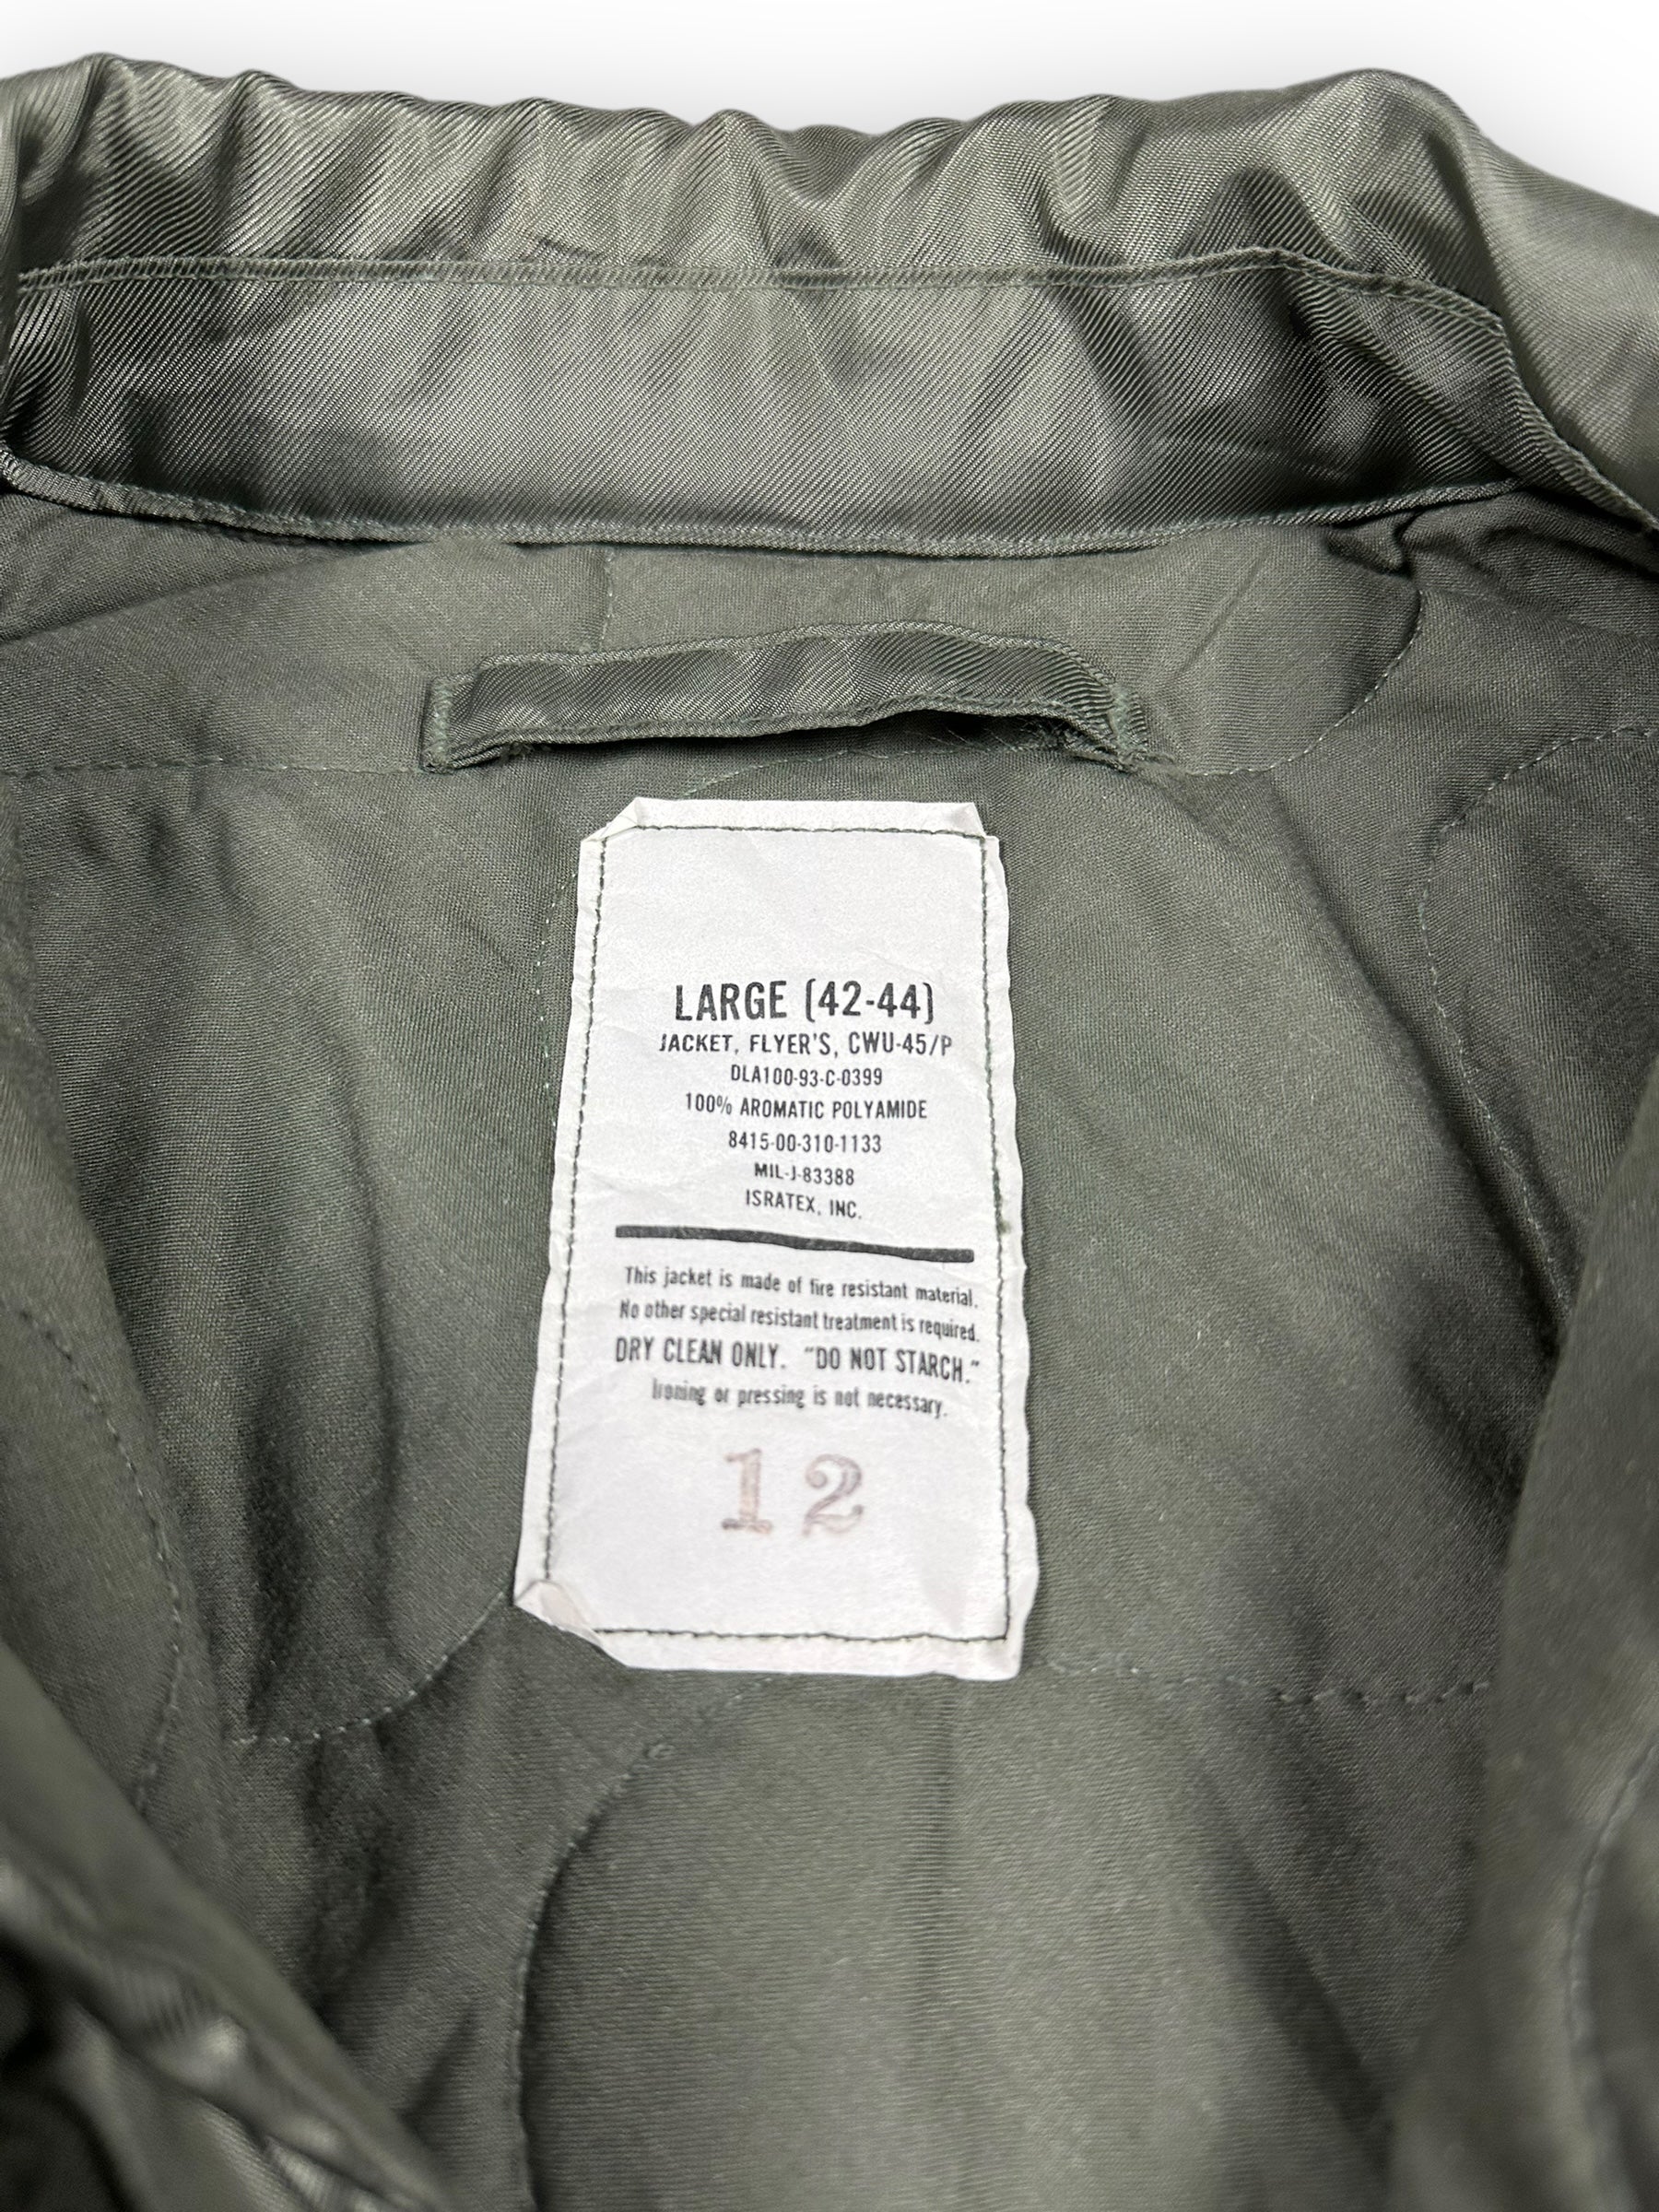 LARGE (42-44)
JACKET, FLYER'S, CWU-45/P
DLA100-93-C-0399
100% AROMATIC POLYAMIDE
8415-00-310-1133
MIL-J-83388
ISRATEX, INC.
This jacket is made of fire resistant material.
No other special resistant treatment is required.
DRY CLEAN ONLY. "DO NOT STARCH."
Ironing or pressing is not necessary.
12